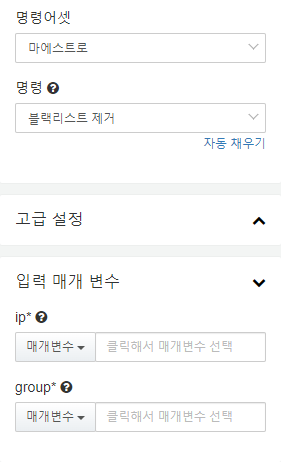 명령어셋
마에스트로
명령 ?
블랙리스트 제거
자동 채우기
고급 설정
입력 매개 변수
ip* ?
매개변수 클릭해서 매개변수 선택
group* ?
매개변수 클릭해서 매개변수 선택